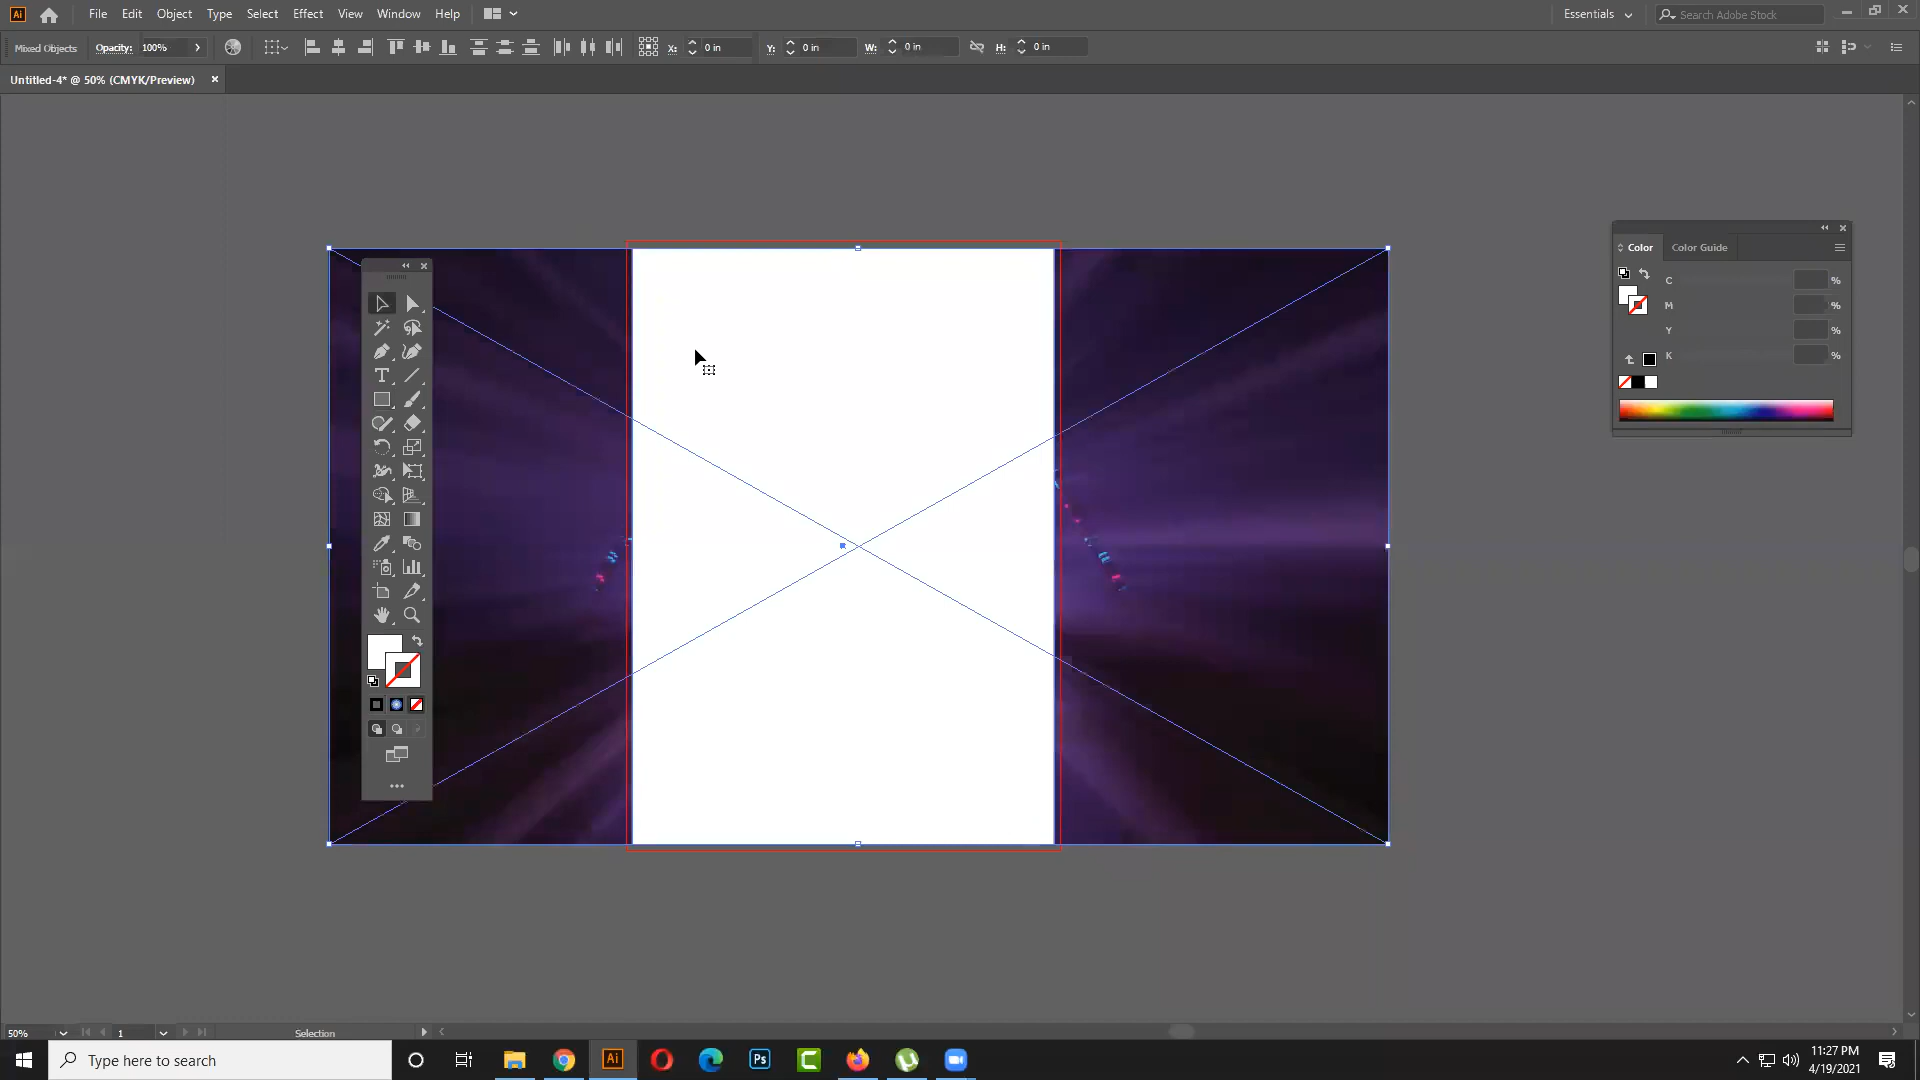 Ai File Edit Object Type Select Effect View Window Help Essentials Search Adobe Stock
Mixed Objects Opacity: 100% X: 0 in Y: 0 in W: 0 in H: 0 in
Untitled-4* @ 50% (CMYK/Preview)
Color Color Guide
C %
M %
Y %
K %
T
50% 1 Selection
Type here to search Ai Ps C 11:27 PM
4/19/2021